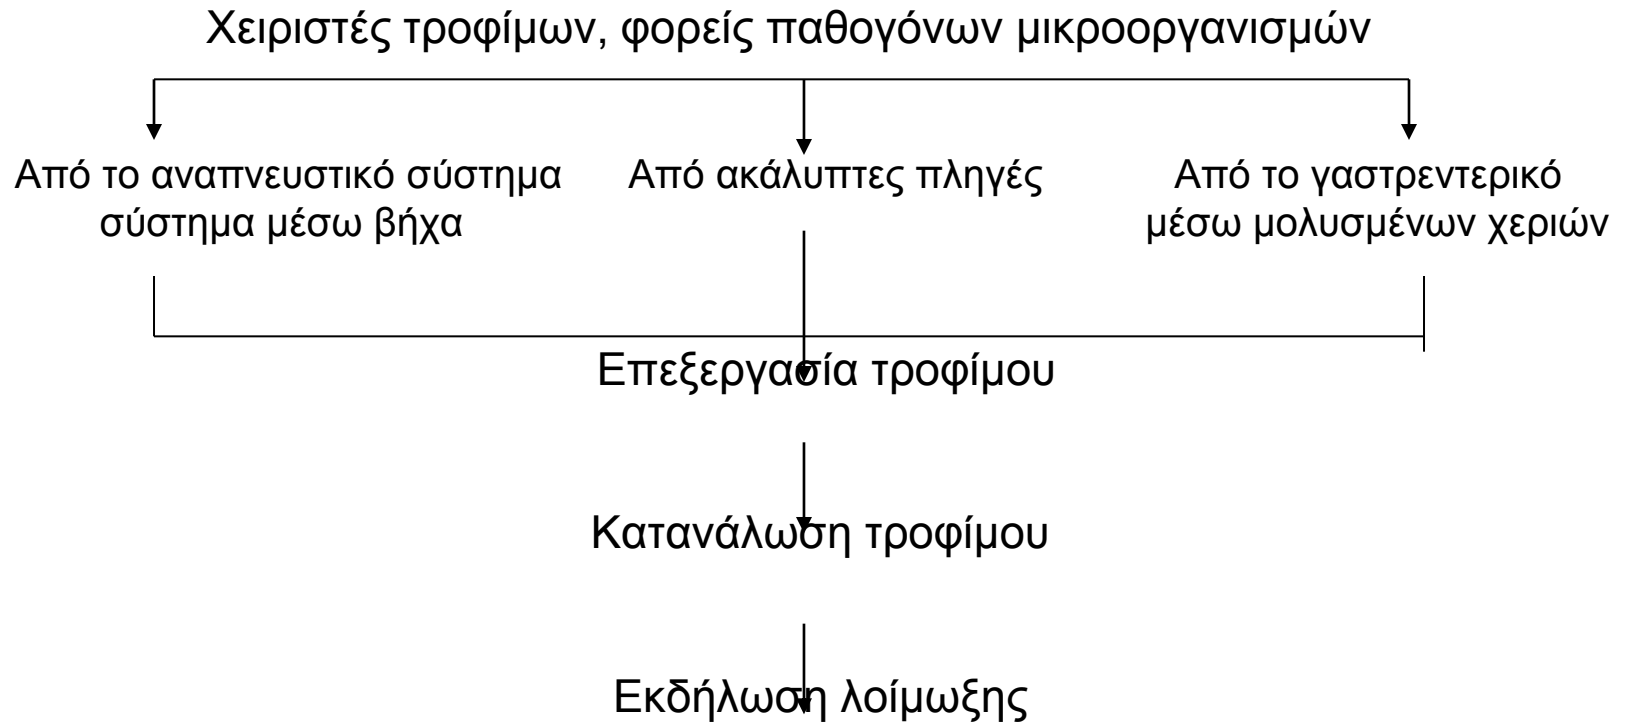 Χειριστές τροφίμων, φορείς παθογόνων μικροοργανισμών
Από το αναπνευστικό σύστημα
σύστημα μέσω βήχα
Από ακάλυπτες πληγές
Από το γαστρεντερικό
μέσω μολυσμένων χεριών
Επεξεργασία τροφίμου
Κατανάλωση τροφίμου
Εκδήλωση λοίμωξης